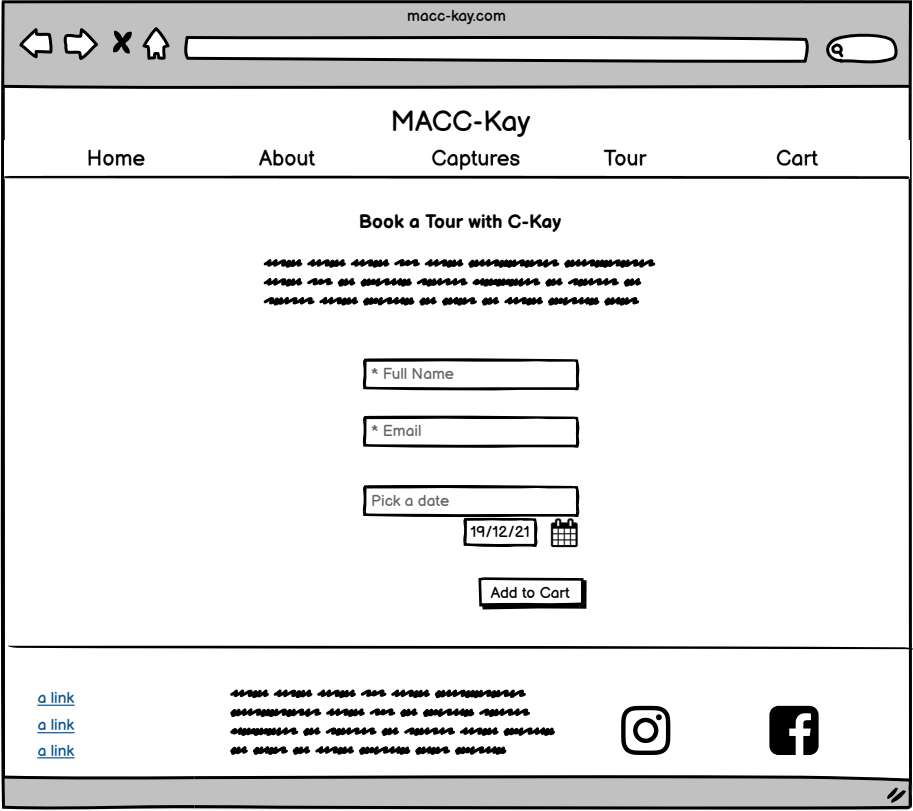 macc-kay.com
MACC-Kay
Home About Captures Tour Cart
Book a Tour with C-Kay
* Full Name
* Email
Pick a date
19/12/21
Add to Cart
a link
a link
a link